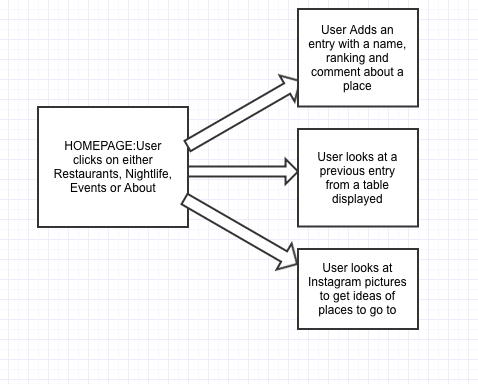 HOMEPAGE:User
clicks on either
Restaurants, Nightlife,
Events or About
User Adds an
entry with a name,
ranking and
comment about a
place
User looks at a
previous entry
from a table
displayed
User looks at
Instagram pictures
to get ideas of
places to go to